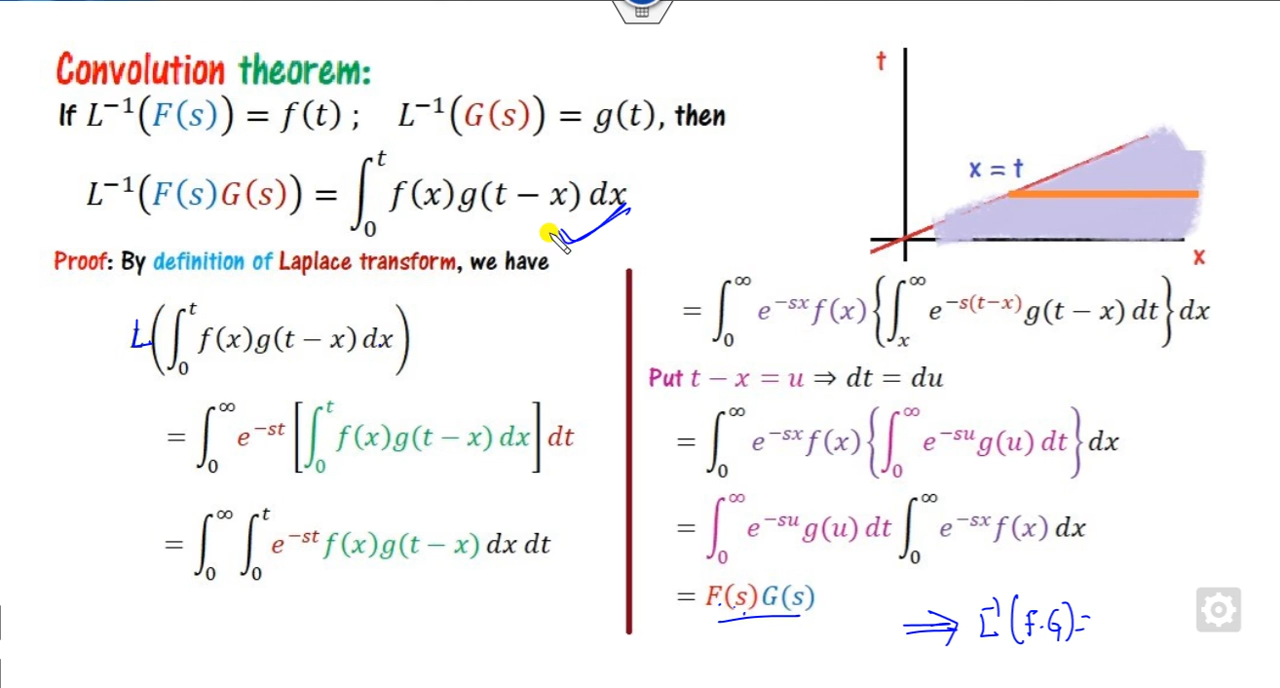 Convolution theorem:
If L⁻¹(F(s)) = f(t) ; L⁻¹(G(s)) = g(t), then
L⁻¹(F(s)G(s)) = ∫₀ᵗ f(x)g(t − x) dx
Proof: By definition of Laplace transform, we have
L(∫₀ᵗ f(x)g(t − x) dx)
= ∫₀^∞ e^{−st} [∫₀ᵗ f(x)g(t − x) dx] dt
= ∫₀^∞ ∫₀ᵗ e^{−st} f(x)g(t − x) dx dt
t
x = t
x
= ∫₀^∞ e^{−sx} f(x) {∫ₓ^∞ e^{−s(t−x)} g(t − x) dt} dx
Put t − x = u ⇒ dt = du
= ∫₀^∞ e^{−sx} f(x) {∫₀^∞ e^{−su} g(u) dt} dx
= ∫₀^∞ e^{−su} g(u) dt ∫₀^∞ e^{−sx} f(x) dx
= F(s)G(s)
⇒ L⁻¹(F.G)=